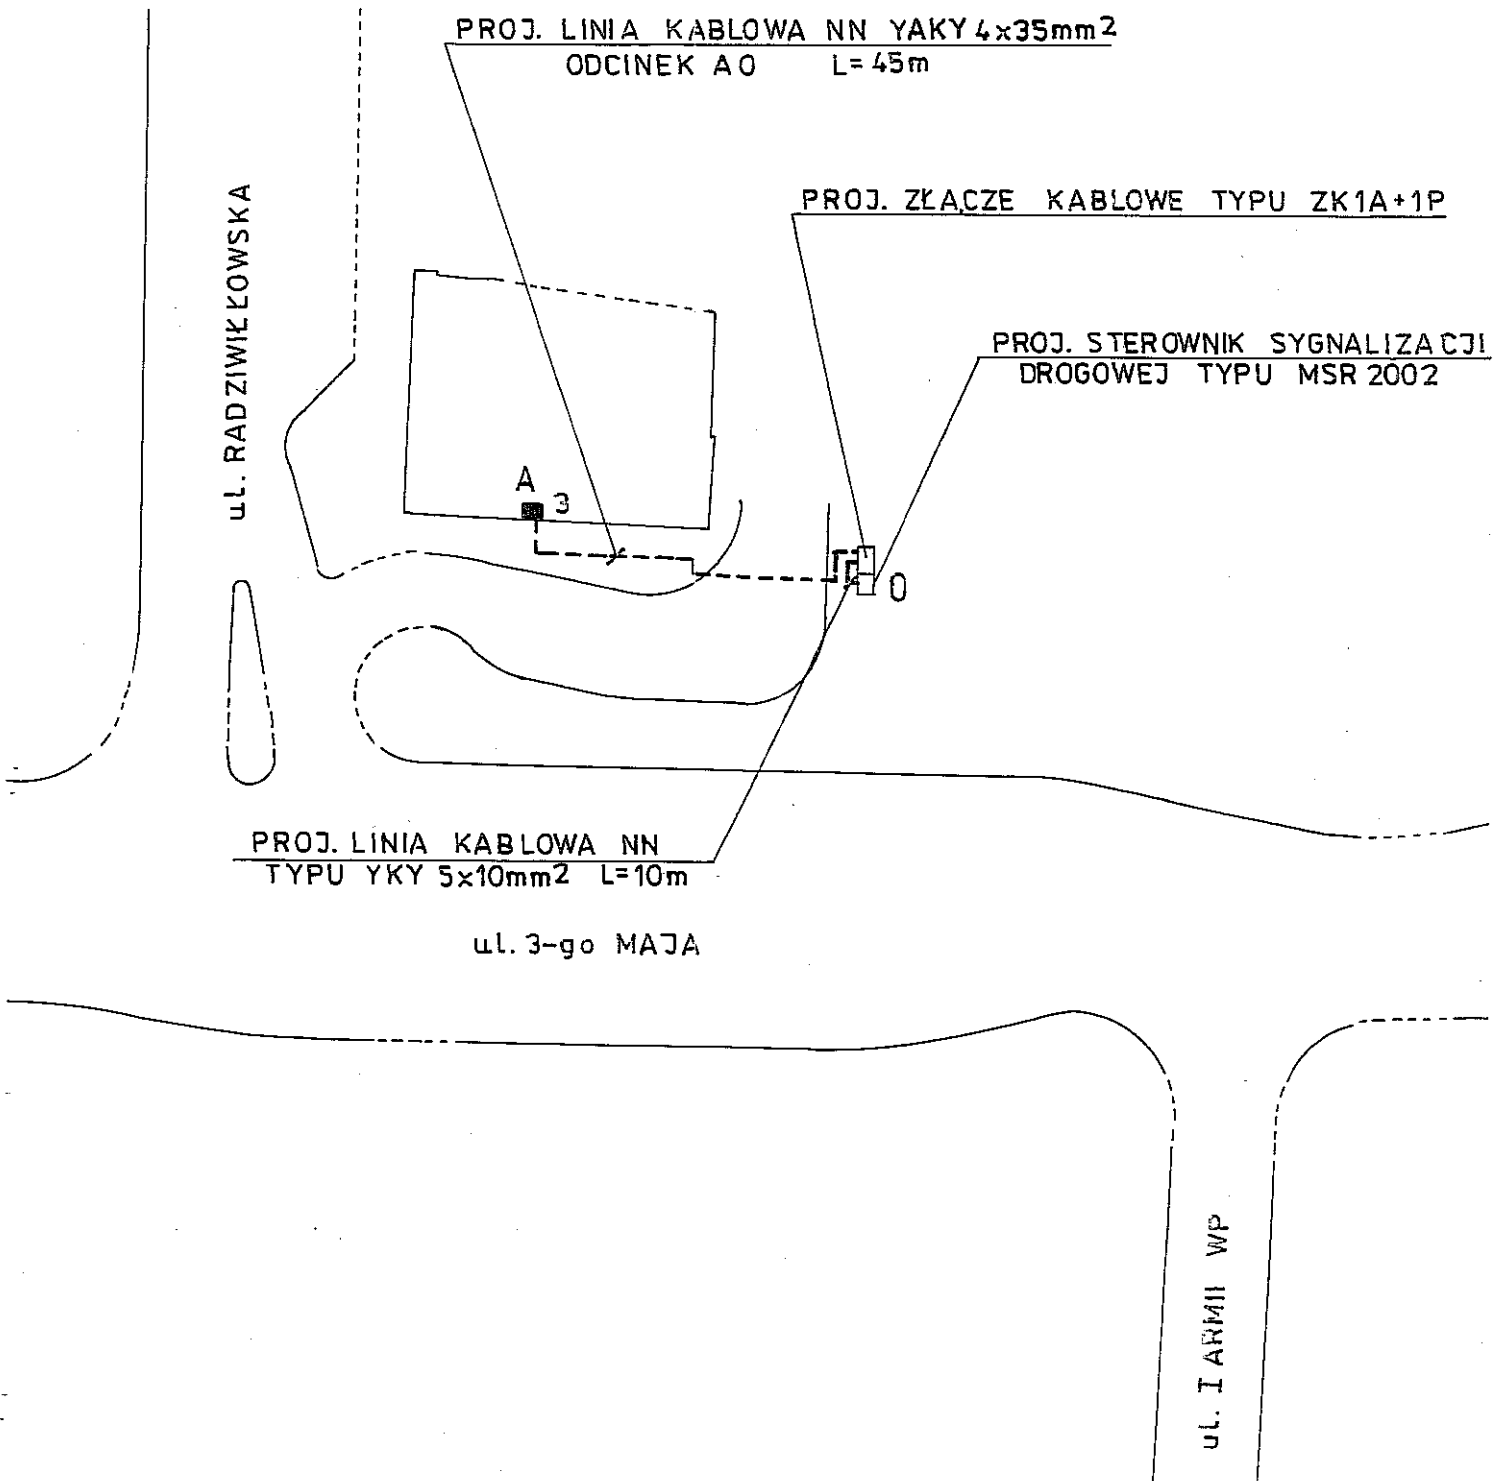 PROJ. LINIA KABLOWA NN YAKY 4x35mm²
ODCINEK AO L=45m
PROJ. ZŁĄCZE KABLOWE TYPU ZK1A+1P
ul. RADZIWIŁŁOWSKA
PROJ. STEROWNIK SYGNALIZACJI
DROGOWEJ TYPU MSR 2002
A
3
0
PROJ. LINIA KABLOWA NN
TYPU YKY 5x10mm² L=10m
ul. 3-go MAJA
ul. I ARMII WP